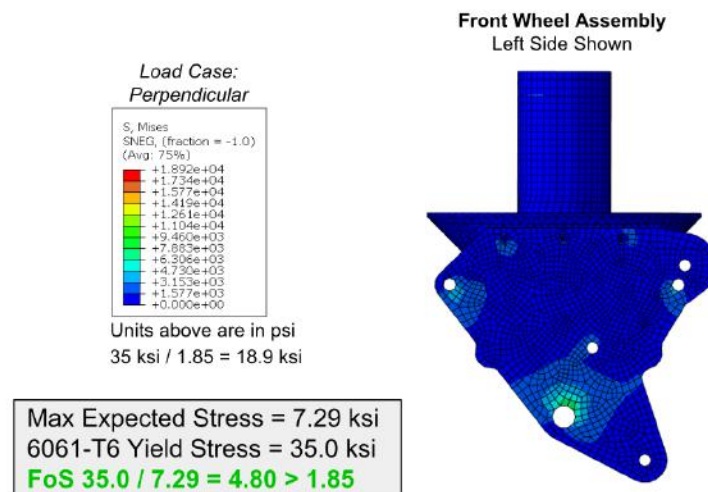 Front Wheel Assembly
Left Side Shown
Load Case:
Perpendicular
S, Mises
SNEG, (fraction = -1.0)
(Avg: 75%)
+1.892e+04
+1.734e+04
+1.577e+04
+1.419e+04
+1.261e+04
+1.104e+04
+9.460e+03
+7.883e+03
+6.306e+03
+4.730e+03
+3.153e+03
+1.577e+03
+0.000e+00
Units above are in psi
35 ksi / 1.85 = 18.9 ksi
Max Expected Stress = 7.29 ksi
6061-T6 Yield Stress = 35.0 ksi
FoS 35.0 / 7.29 = 4.80 > 1.85